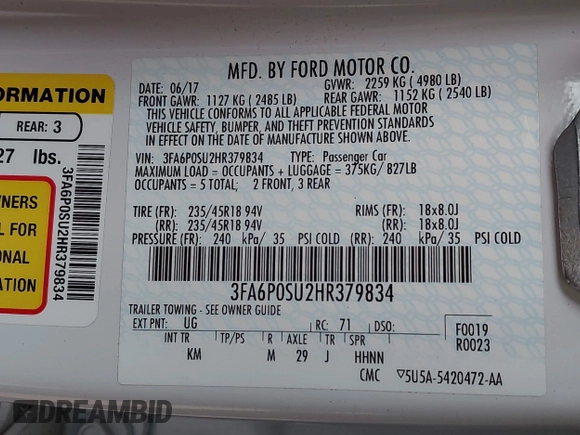 ORMATION
REAR: 3
27 lbs.
WNERS
L FOR
ONAL
ON
3FA6P0SU2HR379834
MFD. BY FORD MOTOR CO.
DATE: 06/17 GVWR: 2259 KG ( 4980 LB)
FRONT GAWR: 1127 KG ( 2485 LB) REAR GAWR: 1152 KG ( 2540 LB)
THIS VEHICLE CONFORMS TO ALL APPLICABLE FEDERAL MOTOR
VEHICLE SAFETY, BUMPER, AND THEFT PREVENTION STANDARDS
IN EFFECT ON THE DATE OF MANUFACTURE SHOWN ABOVE.
VIN: 3FA6P0SU2HR379834 TYPE: Passenger Car
MAXIMUM LOAD = OCCUPANTS + LUGGAGE = 375KG/ 827LB
OCCUPANTS = 5 TOTAL; 2 FRONT, 3 REAR
TIRE (FR): 235/45R18 94V RIMS (FR): 18x8.0J
(RR): 235/45R18 94V (RR): 18x8.0J
PRESSURE (FR): 240 kPa/ 35 PSI COLD (RR): 240 kPa/ 35 PSI COLD
3FA6P0SU2HR379834
TRAILER TOWING - SEE OWNER GUIDE
EXT PNT: UG RC: 71 DSO: F0019
R0023
INT TR TP/PS R AXLE TR SPR
KM M 29 J HHNN
CMC ▽5U5A-5420472-AA
DREAMBID